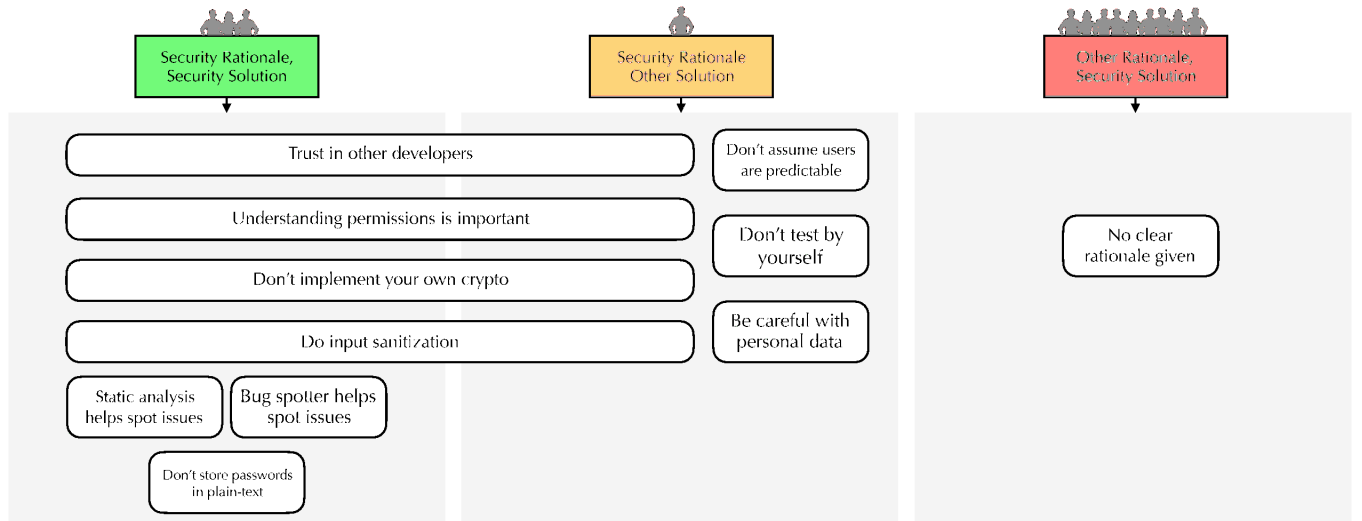 Security Rationale,
Security Solution
Security Rationale
Other Solution
Other Rationale,
Security Solution
Trust in other developers
Understanding permissions is important
Don't implement your own crypto
Do input sanitization
Static analysis
helps spot issues
Bug spotter helps
spot issues
Don't store passwords
in plain-text
Don't assume users
are predictable
Don't test by
yourself
Be careful with
personal data
No clear
rationale given